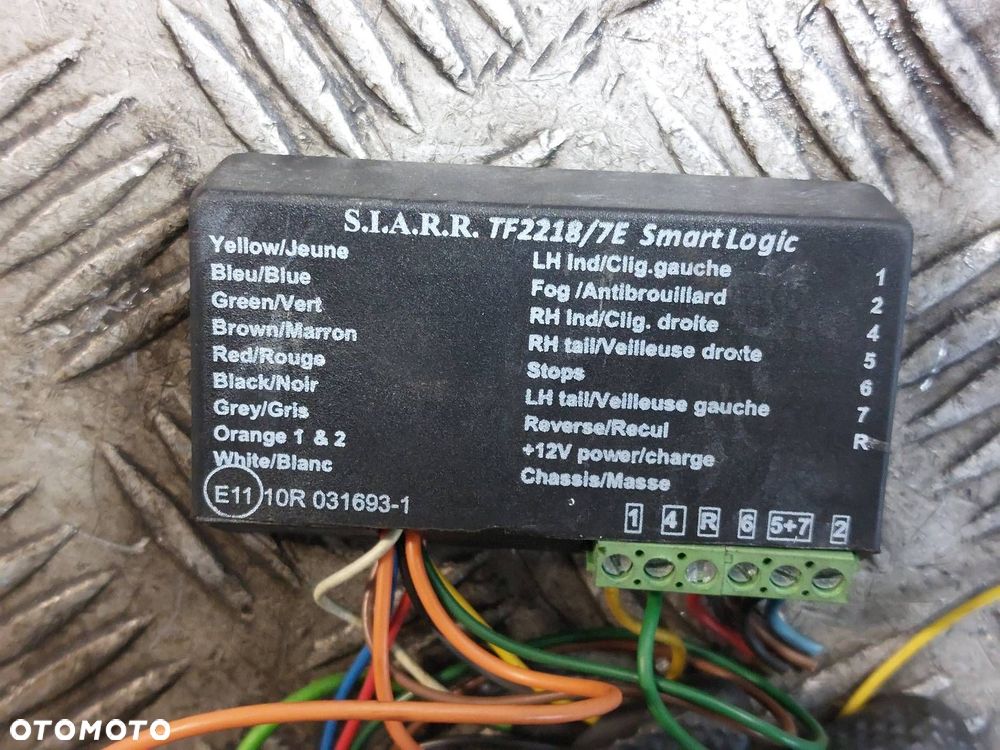 S.I.A.R.R. TF2218/7E SmartLogic
Yellow/Jeune LH Ind/Clig.gauche 1
Bleu/Blue Fog /Antibrouillard 2
Green/Vert RH Ind/Clig. droite 4
Brown/Marron RH tail/Veilleuse droite 5
Red/Rouge Stops 6
Black/Noir LH tail/Veilleuse gauche 7
Grey/Gris Reverse/Recul R
Orange 1 & 2 +12V power/charge
White/Blanc Chassis/Masse
E11 10R 031693-1
1 4 R 6 5+7 2
OTOMOTO